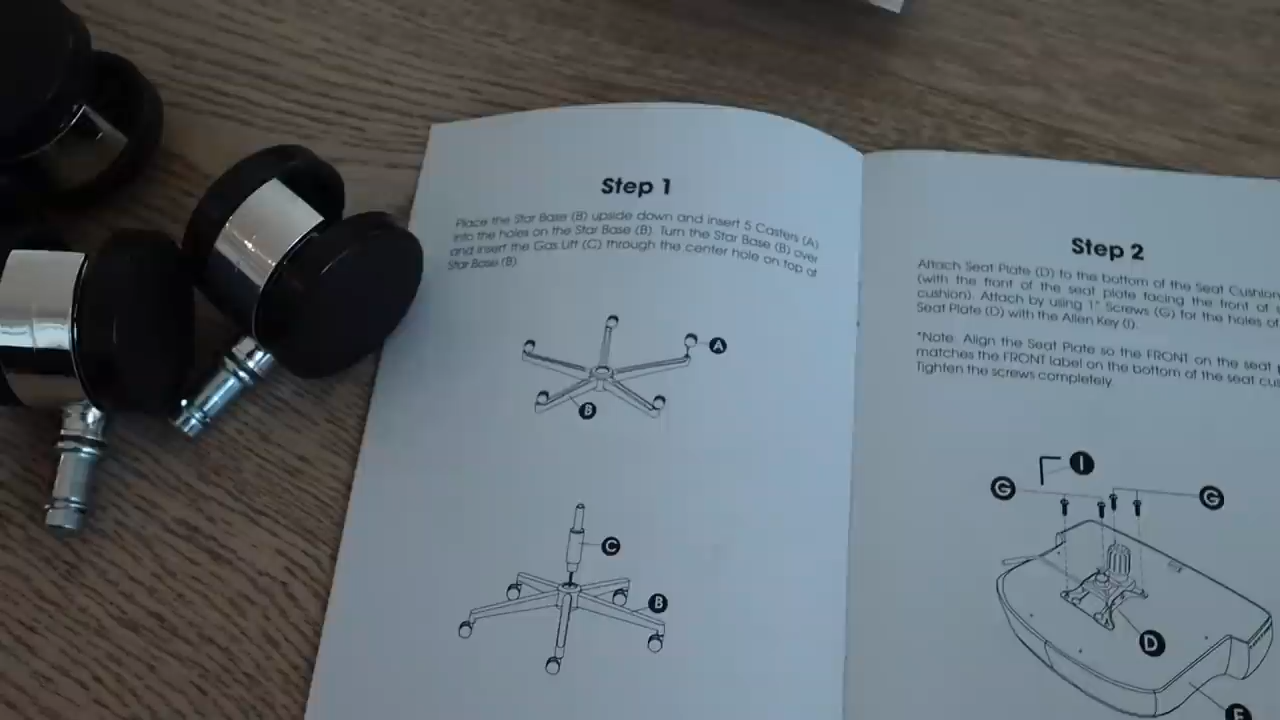 Step 1
Place the Star Base (B) upside down and insert 5 Casters (A)
into the holes on the Star Base (B). Turn the Star Base (B) over
and insert the Gas Lift (C) through the center hole on top of
Star Base (B).
A
B
C
B
Step 2
Attach Seat Plate (D) to the bottom of the Seat Cushion
(with the front of the seat plate facing the front of
cushion). Attach by using 1" Screws (G) for the holes of
Seat Plate (D) with the Allen Key (I).
*Note: Align the Seat Plate so the FRONT on the seat
matches the FRONT label on the bottom of the seat
Tighten the screws completely.
I
G
G
D
E